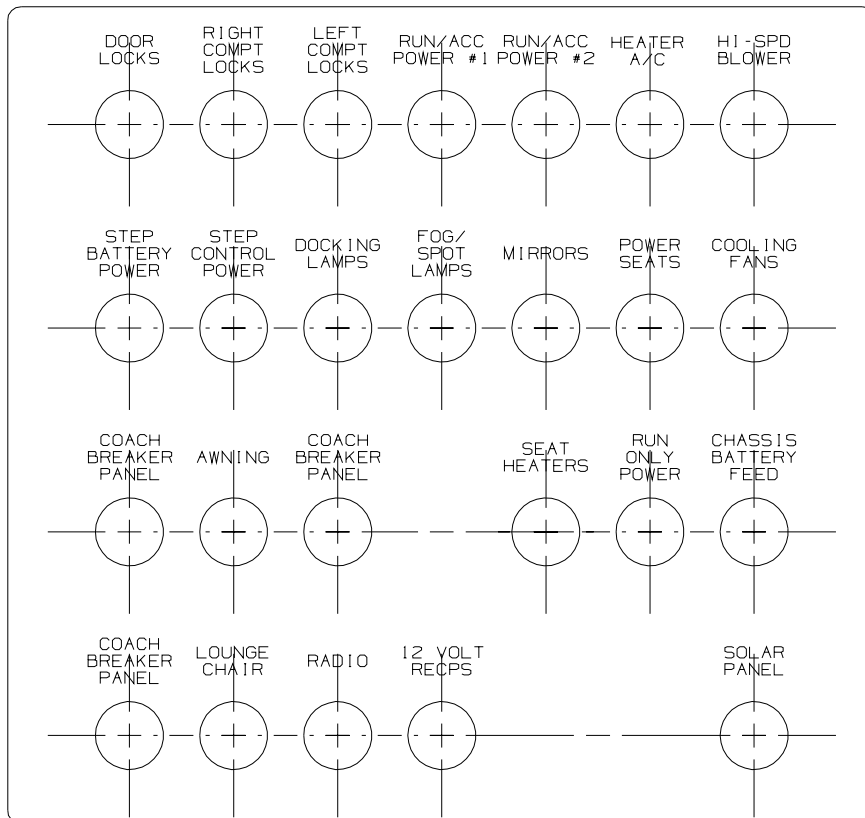 DOOR
LOCKS
RIGHT
COMPT
LOCKS
LEFT
COMPT
LOCKS
RUN/ACC
POWER #1
RUN/ACC
POWER #2
HEATER
A/C
HI-SPD
BLOWER
STEP
BATTERY
POWER
STEP
CONTROL
POWER
DOCKING
LAMPS
FOG/
SPOT
LAMPS
MIRRORS
POWER
SEATS
COOLING
FANS
COACH
BREAKER
PANEL
AWNING
COACH
BREAKER
PANEL
SEAT
HEATERS
RUN
ONLY
POWER
CHASSIS
BATTERY
FEED
COACH
BREAKER
PANEL
LOUNGE
CHAIR
RADIO
12 VOLT
RECPS
SOLAR
PANEL